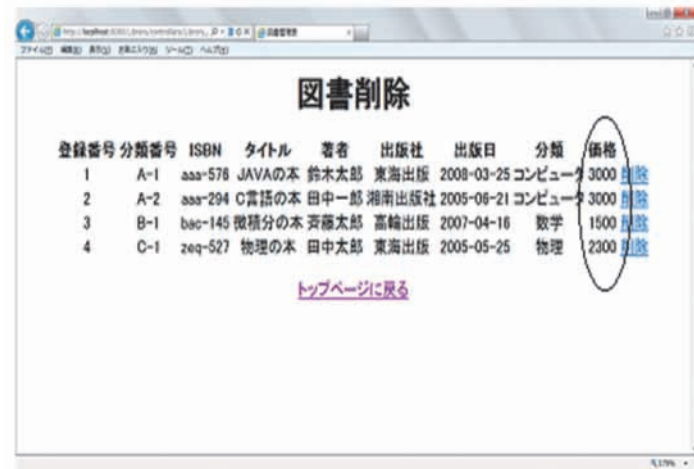 図書削除
登録番号 分類番号 ISBN タイトル 著者 出版社 出版日 分類 価格
1 A-1 aaa-576 JAVAの本 鈴木太郎 東海出版 2008-03-25 コンピュータ 3000 削除
2 A-2 aaa-294 C言語の本 田中一郎 湘南出版社 2005-06-21 コンピュータ 3000 削除
3 B-1 bac-145 微積分の本 斉藤太郎 高輪出版 2007-04-16 数学 1500 削除
4 C-1 zeq-527 物理の本 田中太郎 東海出版 2005-05-25 物理 2300 削除
トップページに戻る